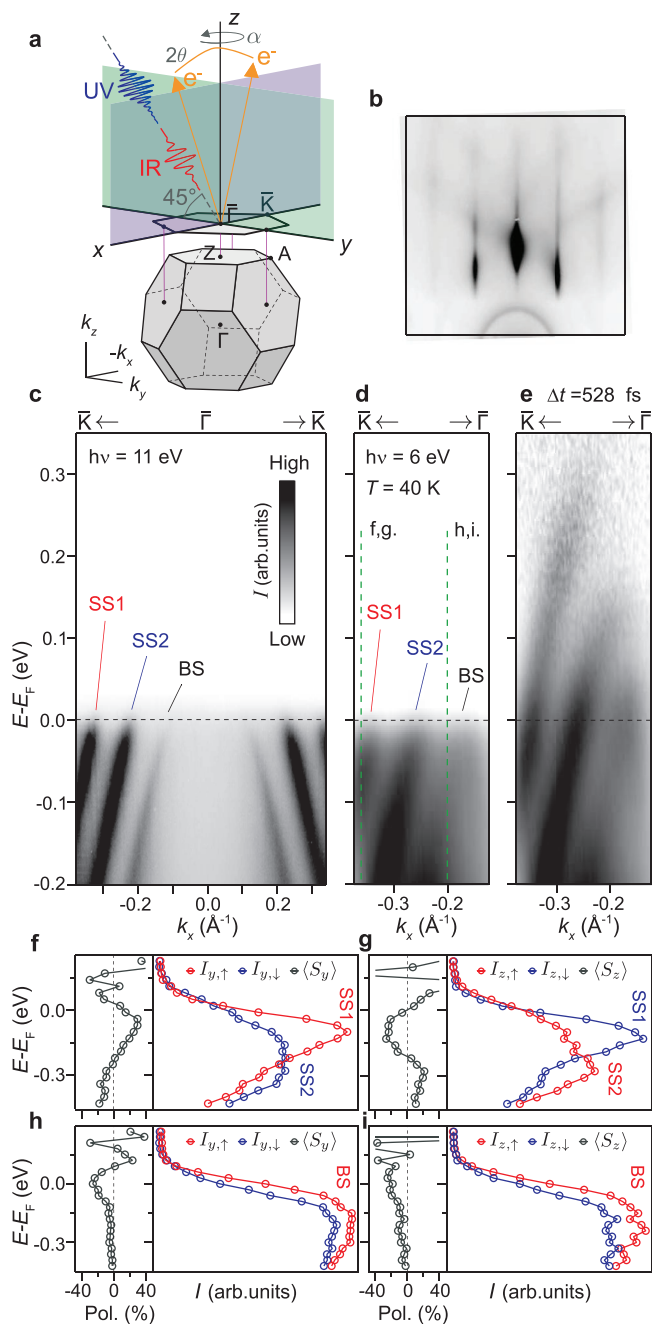 a
z
α
2θ
e-
e-
UV
IR
45°
Γ̅
K̅
x
y
Z
A
Γ
kz
-kx
ky
b
c
K̅ ← Γ̅ → K̅
hν = 11 eV
High
I (arb.units)
Low
SS1
SS2
BS
E-EF (eV)
0.3
0.2
0.1
0.0
-0.1
-0.2
-0.2 0.0 0.2
kx (Å-1)
d
K̅ ← → Γ̅
hν = 6 eV
T = 40 K
f,g.
h,i.
SS1
SS2
BS
-0.3 -0.2
kx (Å-1)
e Δt =528 fs
K̅ ← → Γ̅
-0.3 -0.2
kx (Å-1)
f
Iy,↑ Iy,↓ ⟨Sy⟩
SS1
SS2
E-EF (eV)
0.0
-0.3
g
Iz,↑ Iz,↓ ⟨Sz⟩
SS1
SS2
h
Iy,↑ Iy,↓ ⟨Sy⟩
BS
E-EF (eV)
0.0
-0.3
-40 0 40
Pol. (%)
i
Iz,↑ Iz,↓ ⟨Sz⟩
BS
-40 0 40
Pol. (%)
I (arb.units)